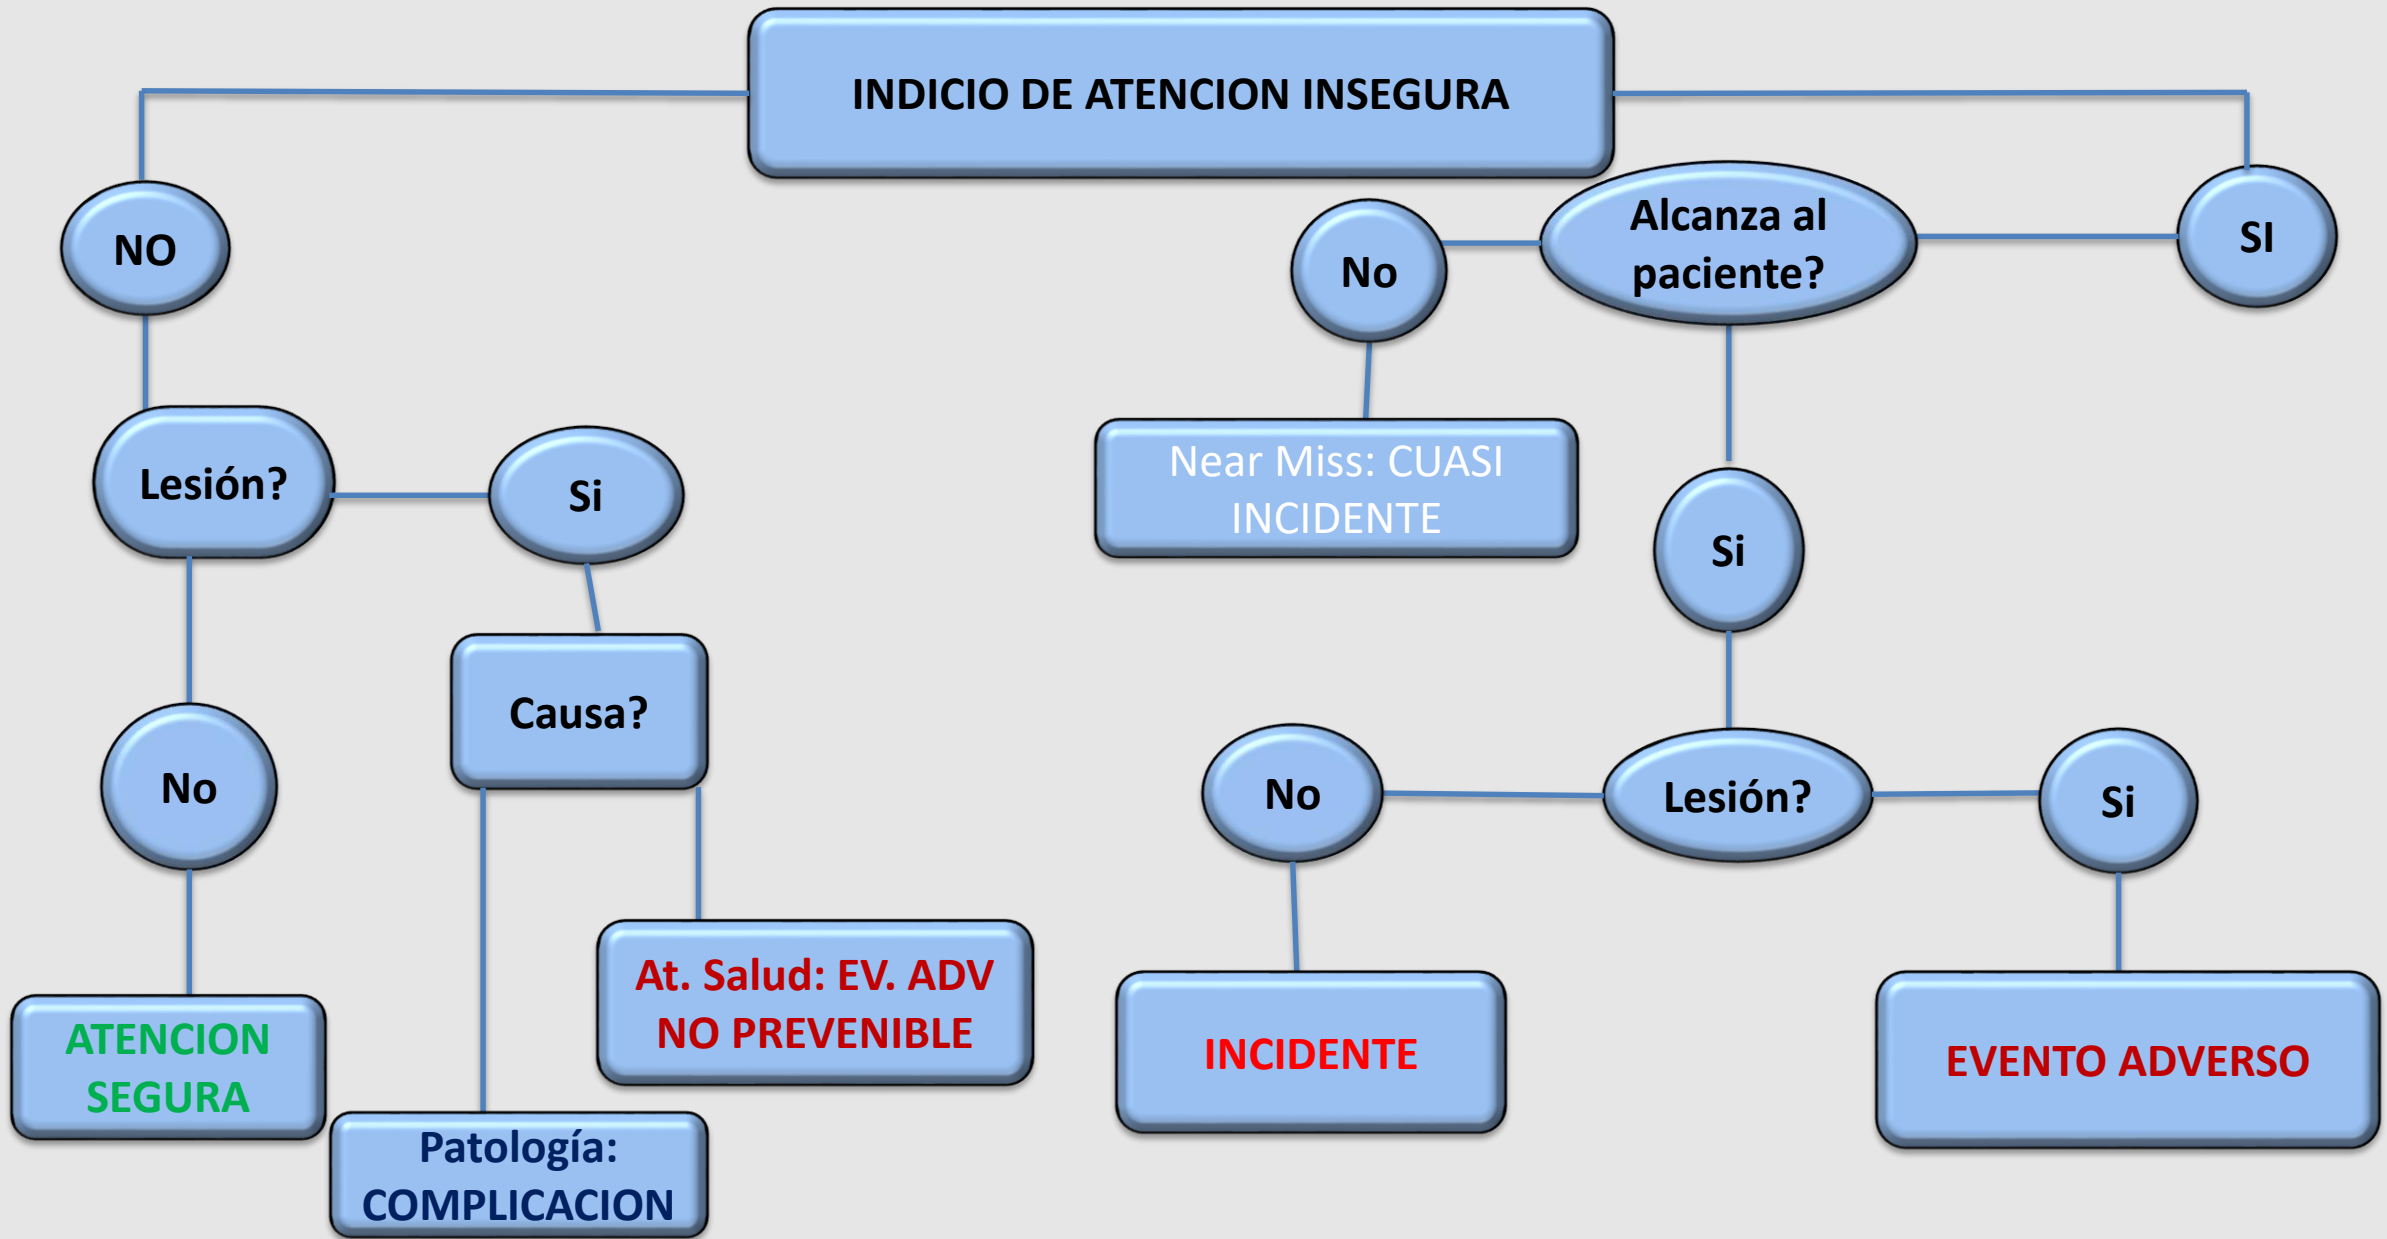 INDICIO DE ATENCION INSEGURA
NO
No
Alcanza al
paciente?
SI
Near Miss: CUASI
INCIDENTE
Lesión?
Si
Si
Causa?
No
No
Lesión?
Si
At. Salud: EV. ADV
NO PREVENIBLE
ATENCION
SEGURA
INCIDENTE
EVENTO ADVERSO
Patología:
COMPLICACION